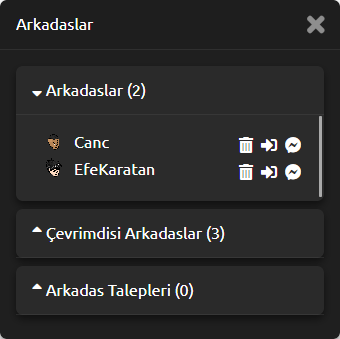 Arkadaslar
Arkadaslar (2)
Canc
EfeKaratan
Çevrimdisi Arkadaslar (3)
Arkadas Talepleri (0)